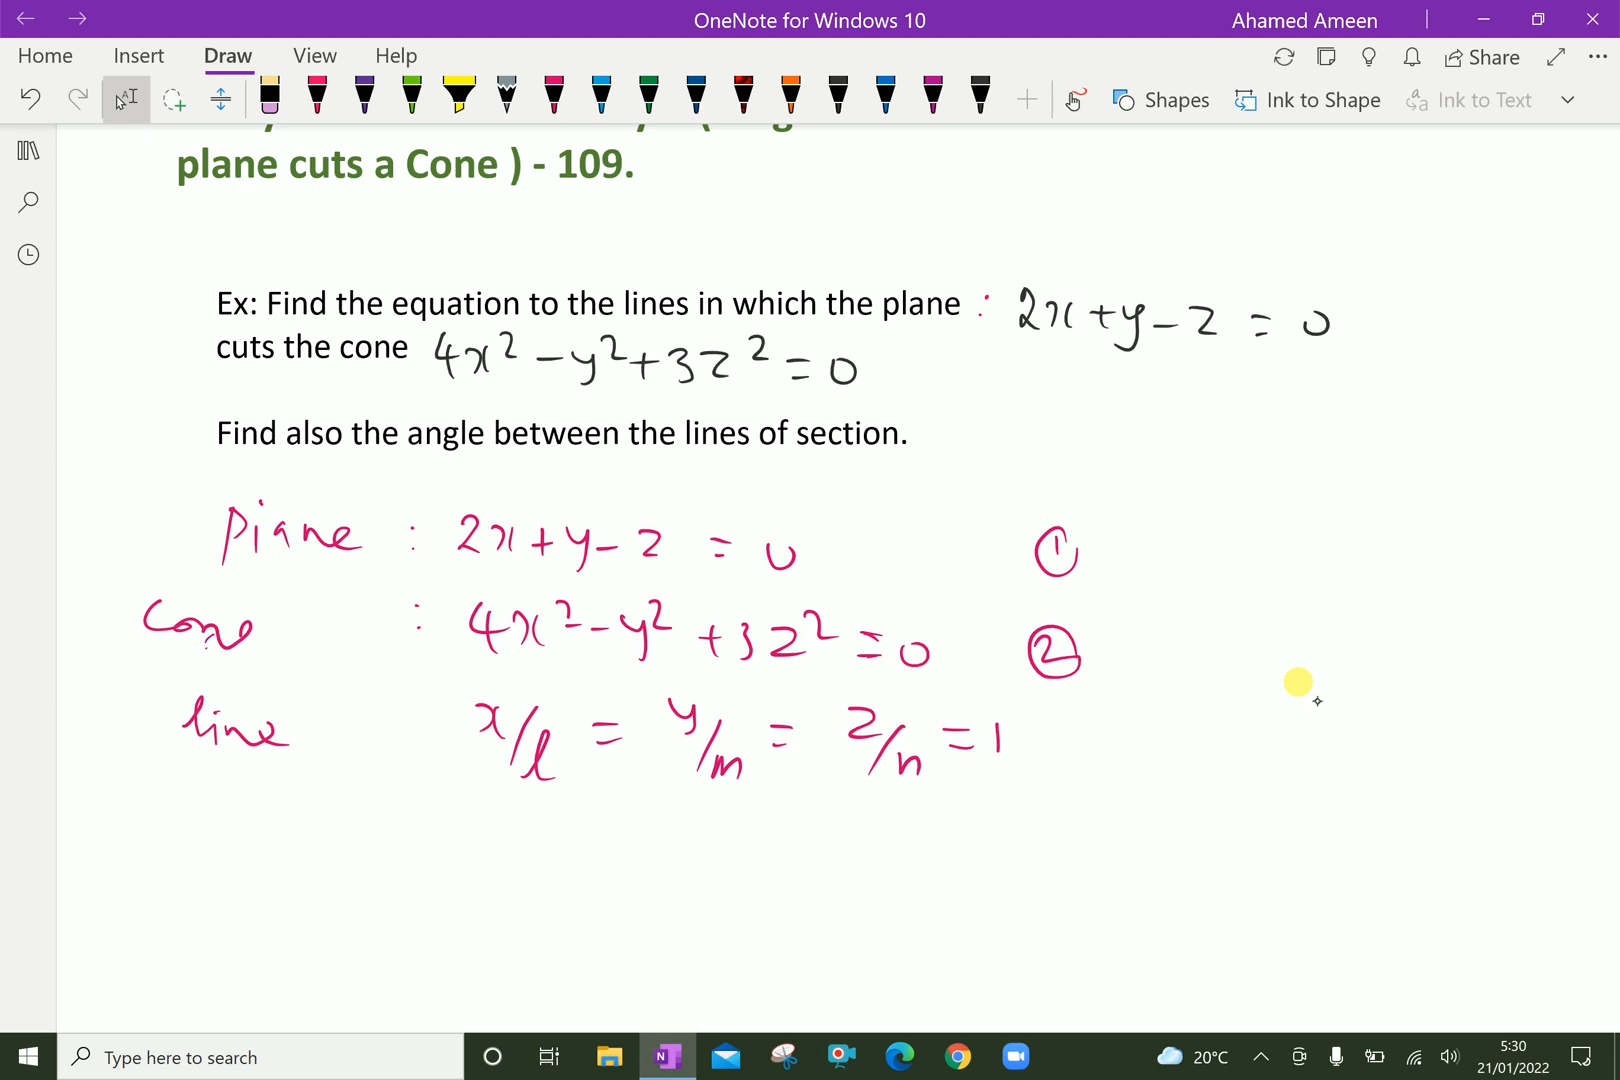 OneNote for Windows 10
Ahamed Ameen
Home Insert Draw View Help
Share
Shapes Ink to Shape Ink to Text
plane cuts a Cone ) - 109.
Ex: Find the equation to the lines in which the plane : 2x + y - z = 0
cuts the cone 4x² - y² + 3z² = 0
Find also the angle between the lines of section.
Plane : 2x + y - z = 0 ①
Cone : 4x² - y² + 3z² = 0 ②
line x/l = y/m = z/n = 1
Type here to search
20°C
5:30
21/01/2022